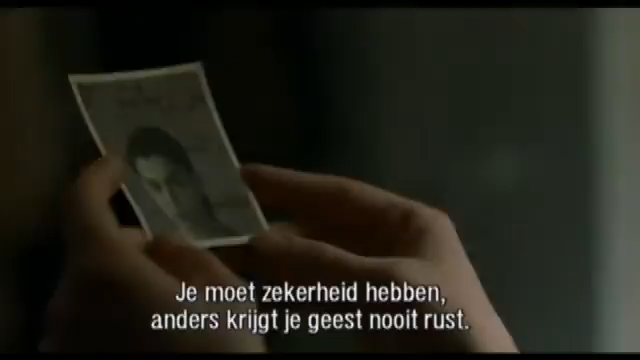 Je moet zekerheid hebben,
anders krijgt je geest nooit rust.